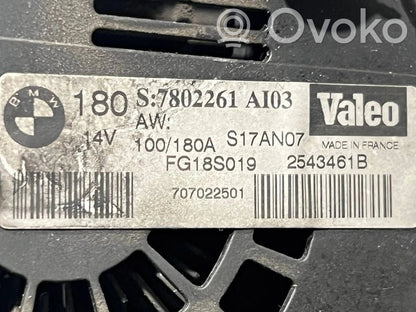 Ovoko
BMW
180 S:7802261 AI03
AW:
14V 100/180A S17AN07
Valeo
MADE IN FRANCE
FG18S019 2543461B
707022501